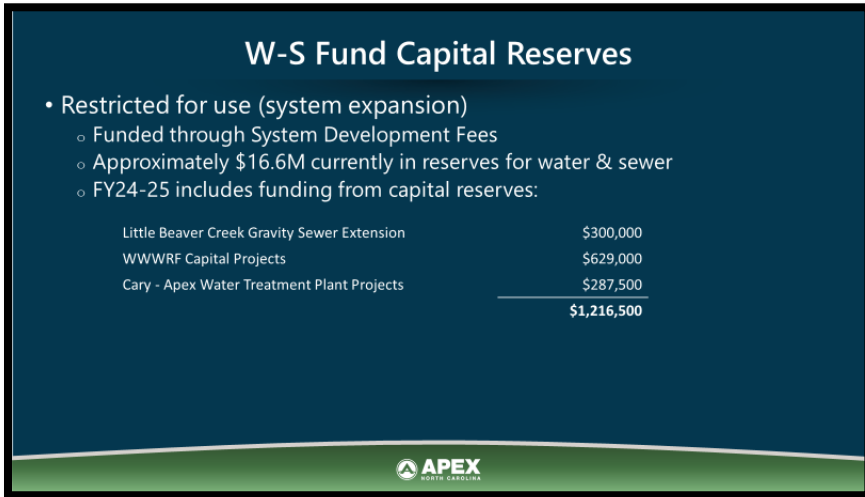 W-S Fund Capital Reserves
• Restricted for use (system expansion)
o Funded through System Development Fees
o Approximately $16.6M currently in reserves for water & sewer
o FY24-25 includes funding from capital reserves:
Little Beaver Creek Gravity Sewer Extension $300,000
WWWRF Capital Projects $629,000
Cary - Apex Water Treatment Plant Projects $287,500
$1,216,500
APEX
NORTH CAROLINA